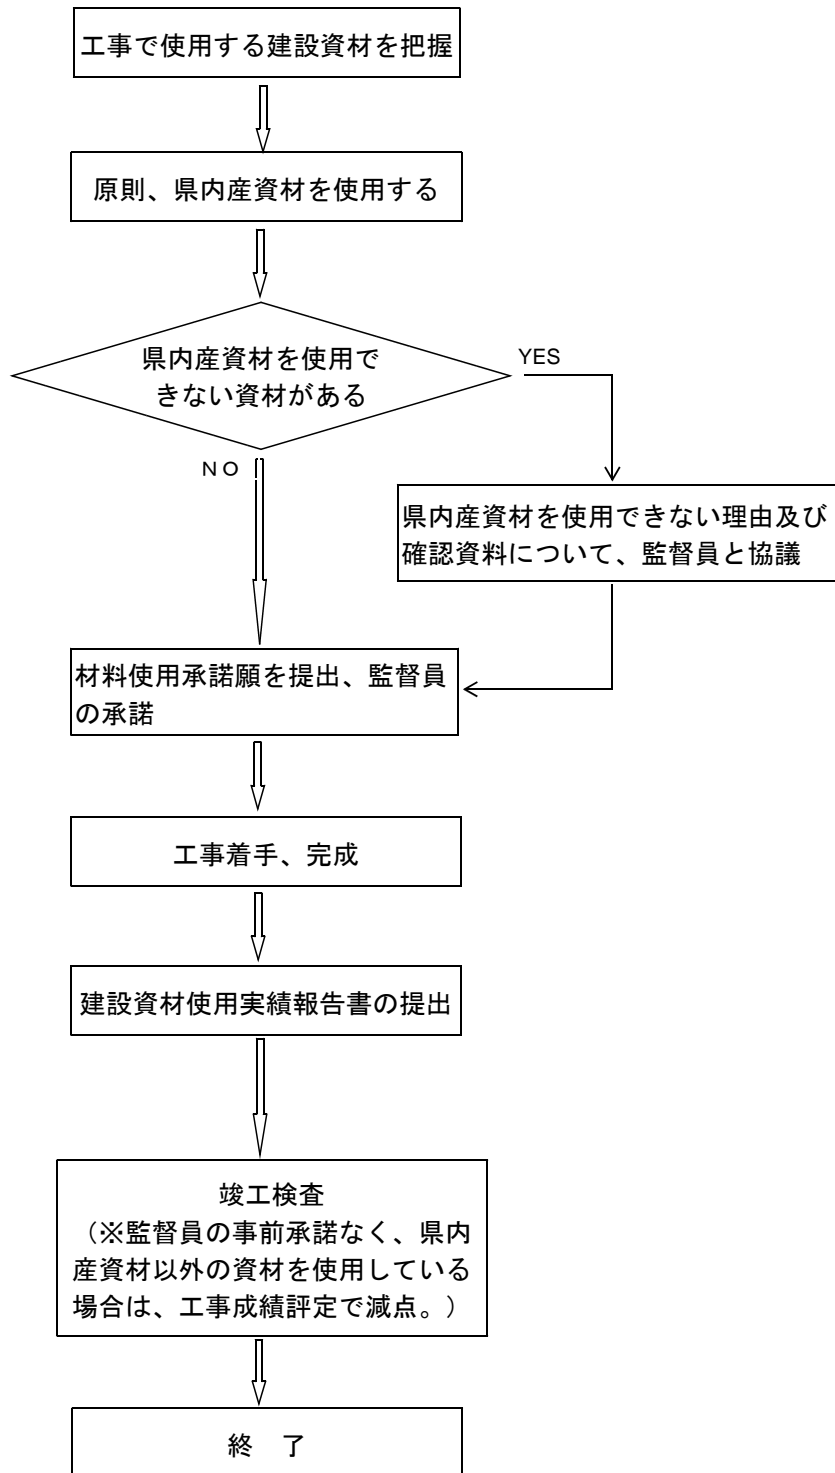 工事で使用する建設資材を把握
原則、県内産資材を使用する
県内産資材を使用で
きない資材がある
YES
ＮＯ
県内産資材を使用できない理由及び
確認資料について、監督員と協議
材料使用承諾願を提出、監督員
の承諾
工事着手、完成
建設資材使用実績報告書の提出
竣工検査
（※監督員の事前承諾なく、県内
産資材以外の資材を使用している
場合は、工事成績評定で減点。）
終　了